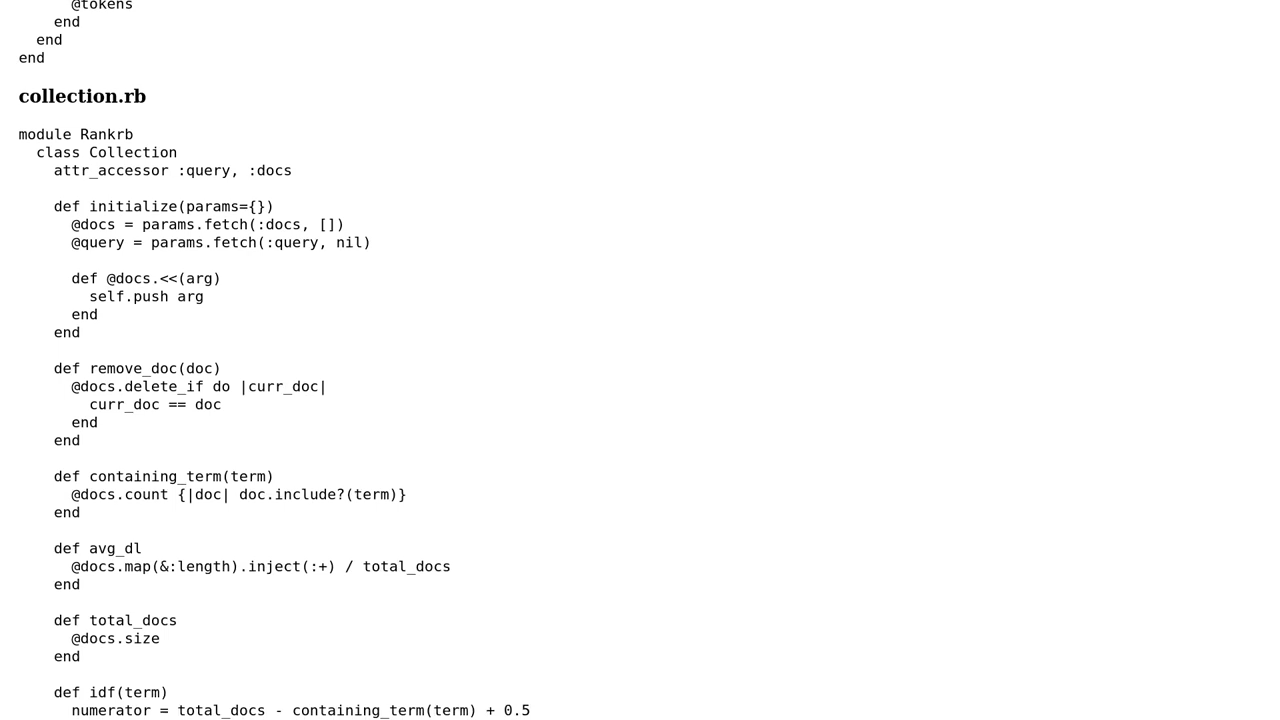 @tokens
    end
  end
end
collection.rb
module Rankrb
  class Collection
    attr_accessor :query, :docs

    def initialize(params={})
      @docs = params.fetch(:docs, [])
      @query = params.fetch(:query, nil)

      def @docs.<<(arg)
        self.push arg
      end
    end

    def remove_doc(doc)
      @docs.delete_if do |curr_doc|
        curr_doc == doc
      end
    end

    def containing_term(term)
      @docs.count {|doc| doc.include?(term)}
    end

    def avg_dl
      @docs.map(&:length).inject(:+) / total_docs
    end

    def total_docs
      @docs.size
    end

    def idf(term)
      numerator = total_docs - containing_term(term) + 0.5